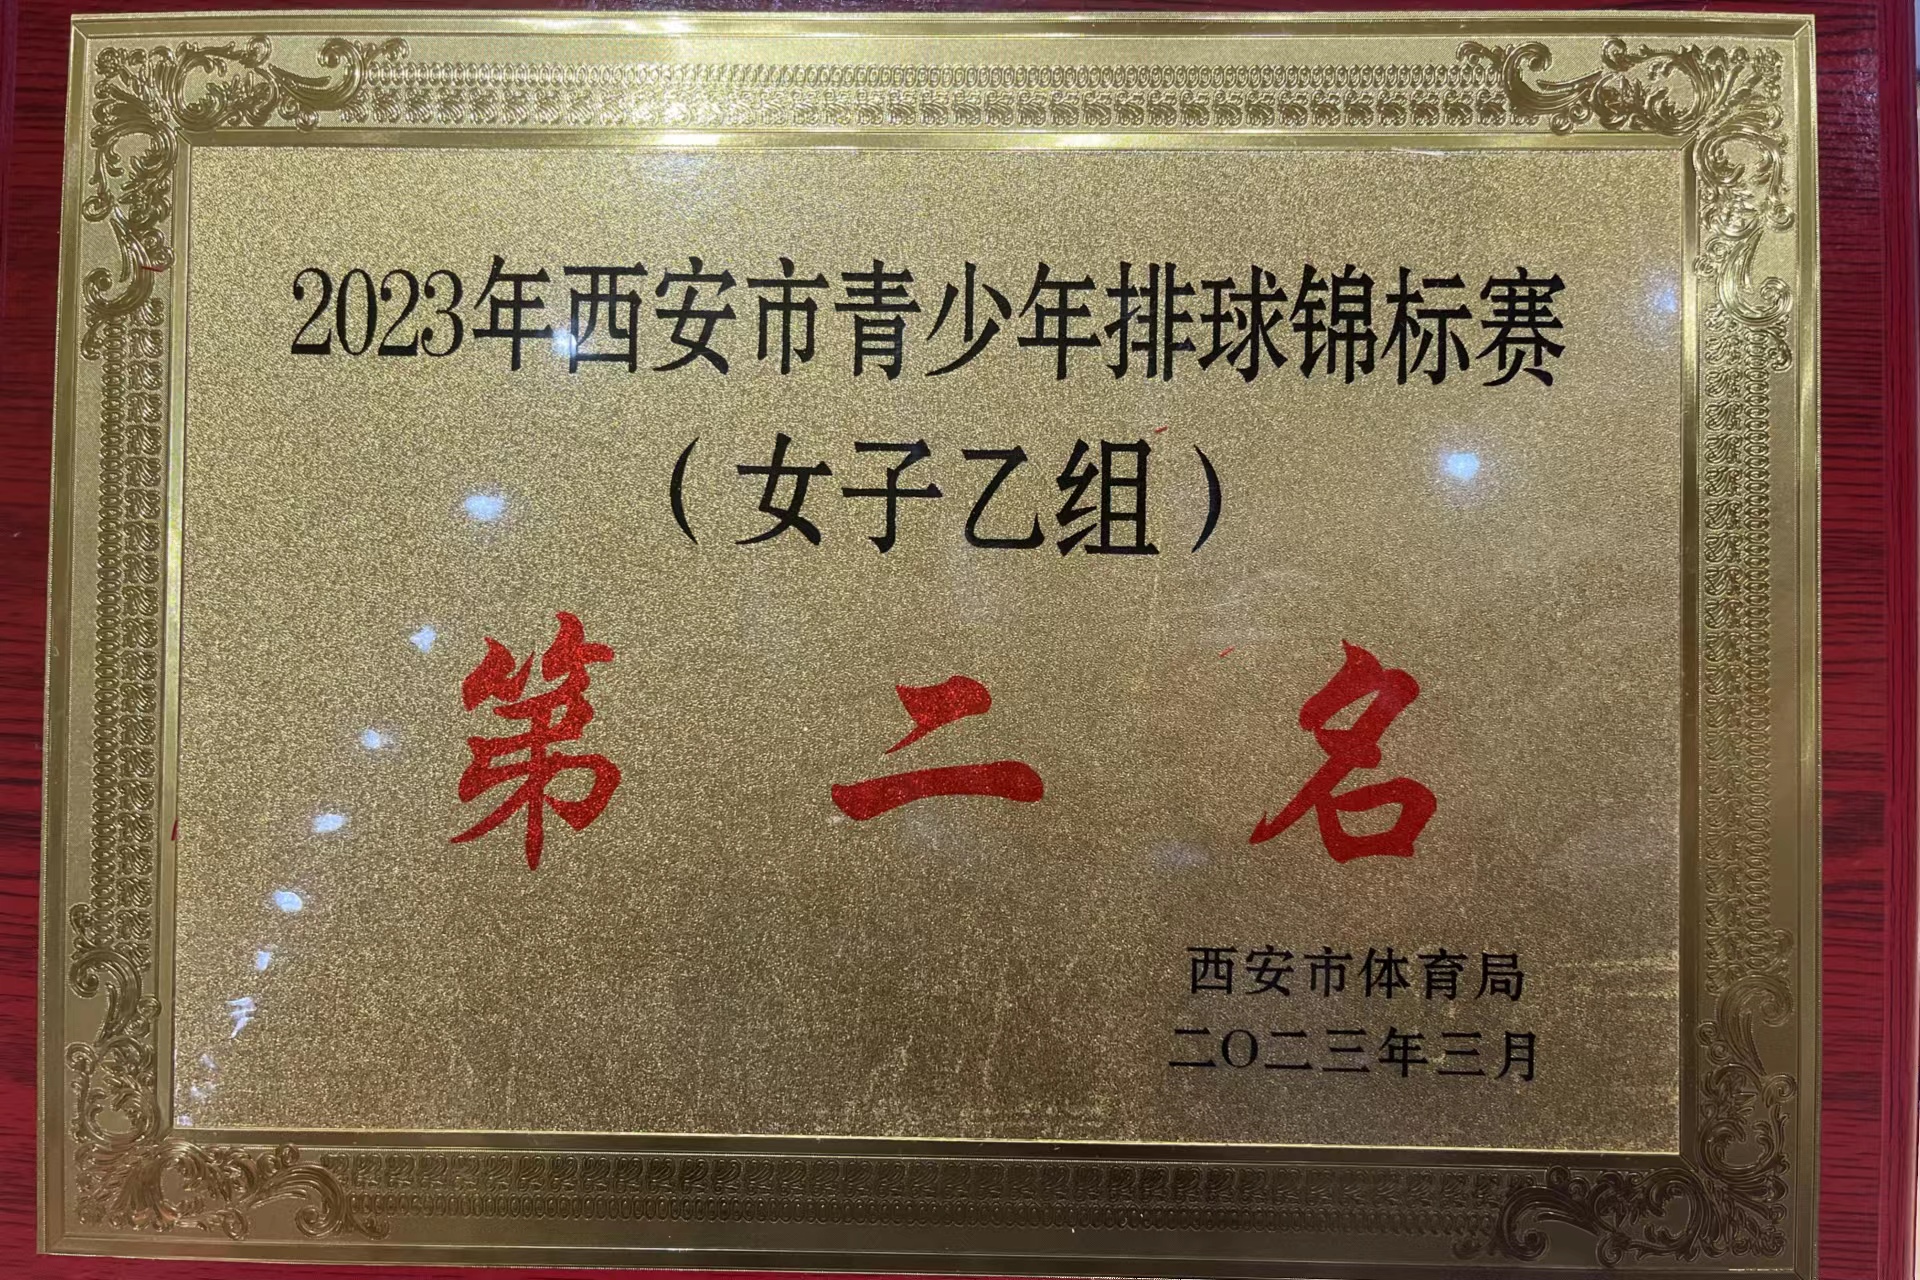 2023年西安市青少年排球锦标赛
（女子乙组）
第二名
西安市体育局
二〇二三年三月